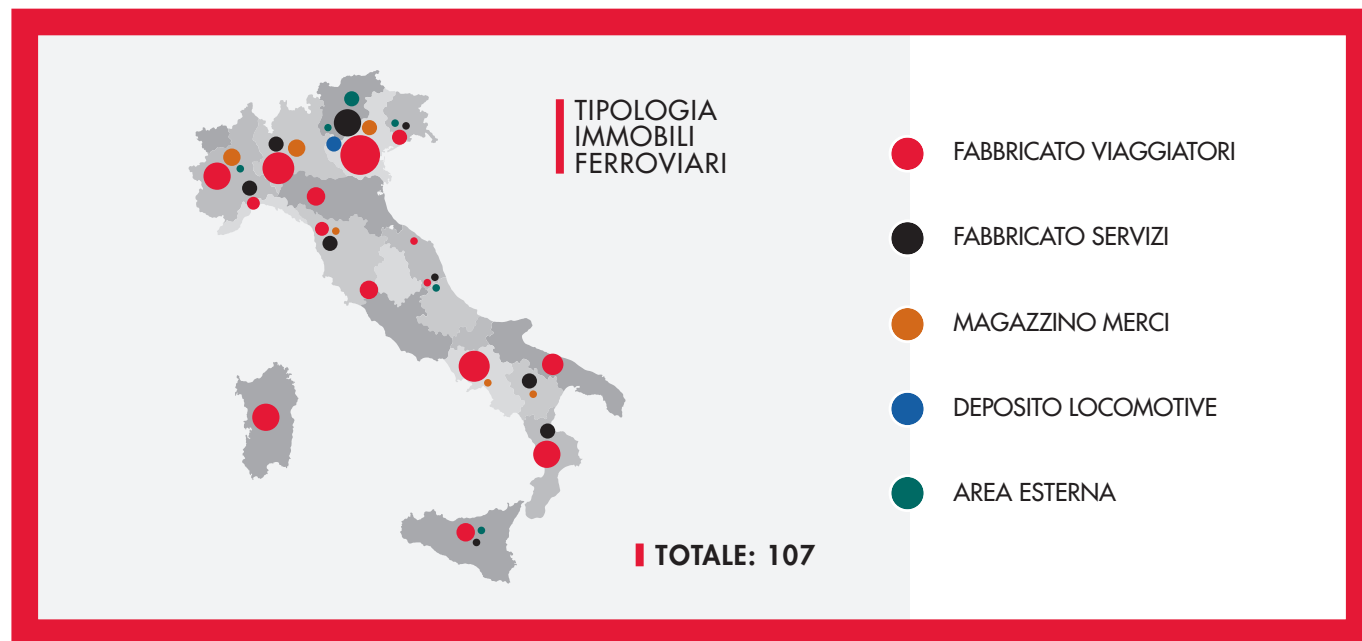 TIPOLOGIA
IMMOBILI
FERROVIARI
FABBRICATO VIAGGIATORI
FABBRICATO SERVIZI
MAGAZZINO MERCI
DEPOSITO LOCOMOTIVE
AREA ESTERNA
TOTALE: 107